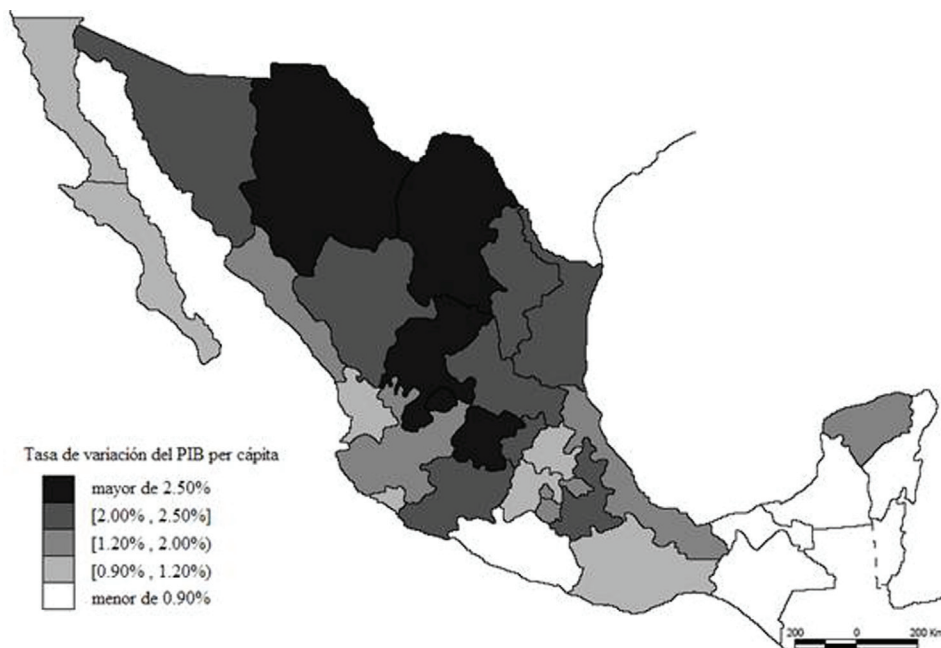 Tasa de variación del PIB per cápita
mayor de 2.50%
[2.00% , 2.50%]
[1.20% , 2.00%)
[0.90% , 1.20%)
menor de 0.90%
200 0 200 Km